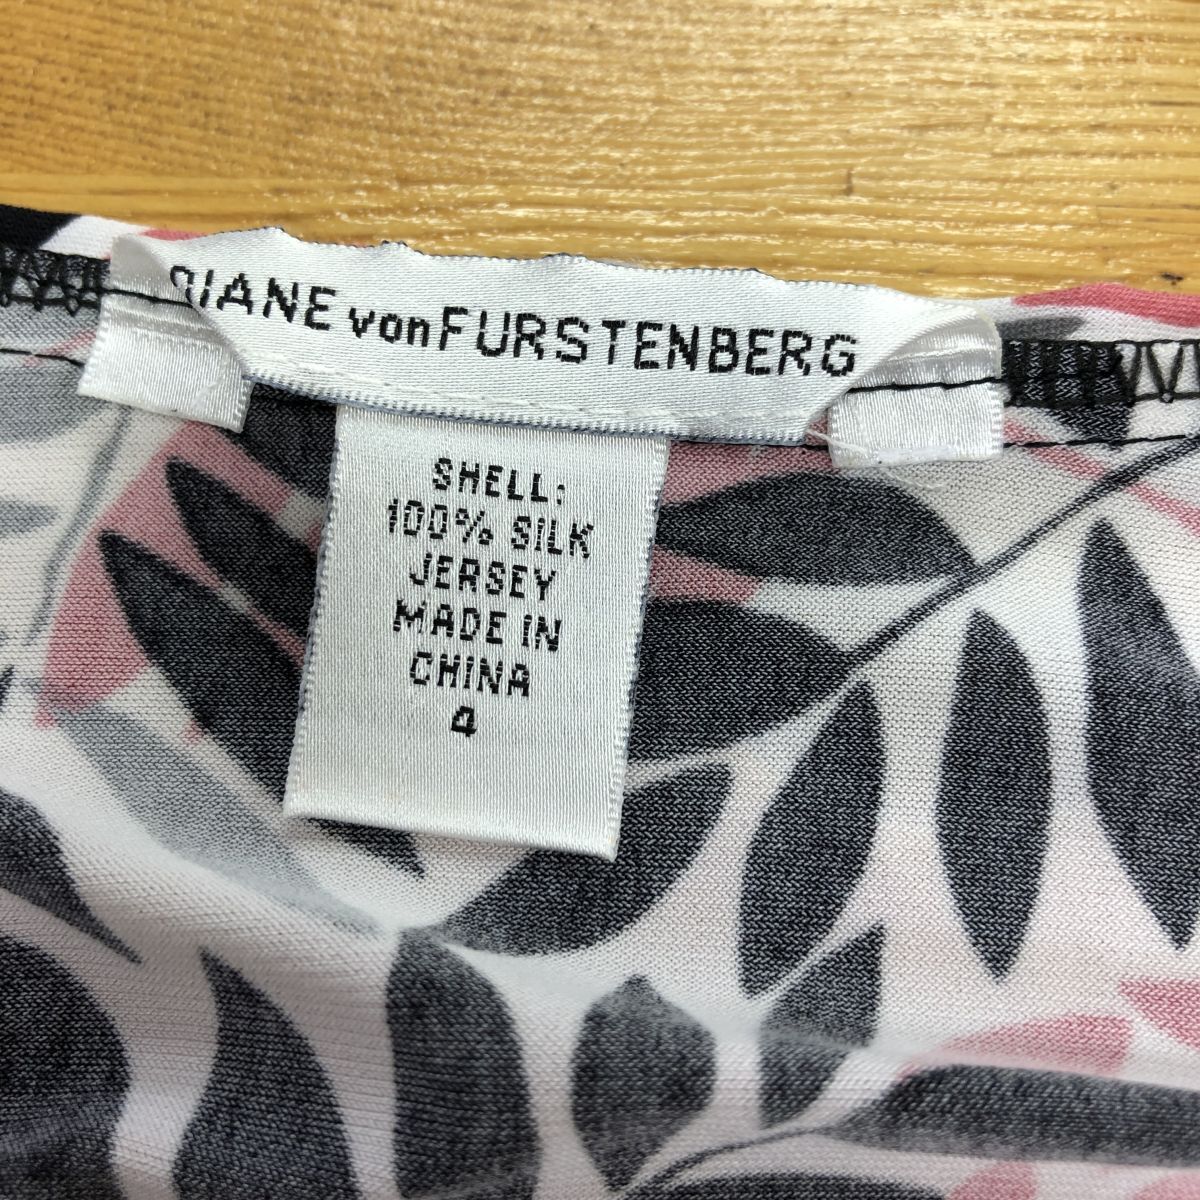 DIANE von FURSTENBERG
SHELL:
100% SILK
JERSEY
MADE IN
CHINA
4